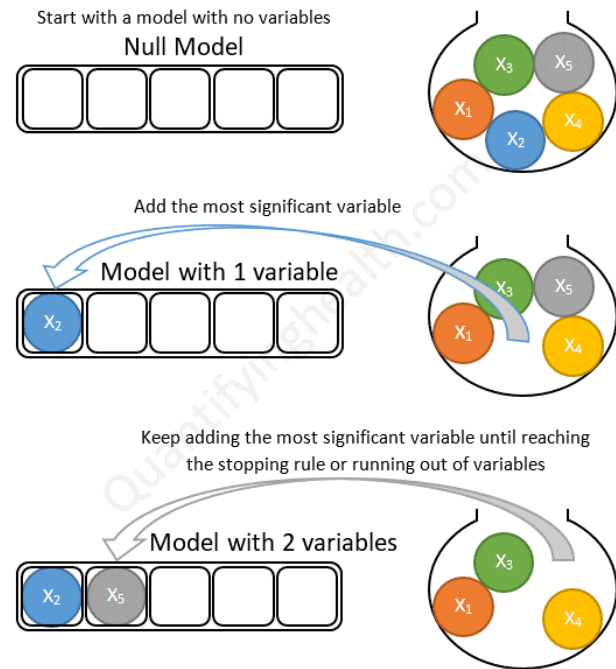 Start with a model with no variables
Null Model
X₃
X₅
X₁
X₄
X₂
Add the most significant variable
Model with 1 variable
X₂
X₃
X₅
X₁
X₄
Keep adding the most significant variable until reaching
the stopping rule or running out of variables
Model with 2 variables
X₂
X₅
X₃
X₁
X₄
Quantifyinghealth.com